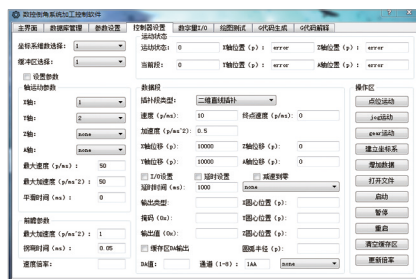 数控倒角系统加工控制软件
主界面 数据库管理 参数设置 控制器设置 数字量I/O 绘图测试 G代码生成 G代码解释
坐标系维数选择: 1
缓冲区选择: 1
设置参数
轴运动参数
X轴: 1
Y轴: 2
Z轴: none
A轴: none
最大速度(p/ms): 50
最大加速度(p/ms^2): 50
平滑时间(ms): 0
前瞻参数
最大加速度(p/ms^2): 1
拐弯时间(ms): 0.05
速度倍率:
运动状态
运动状态: 0 X轴位置(p): error Z轴位置(p): error
当前段: 0 Y轴位置(p): error A轴位置(p): error
数据段
插补段类型: 二维直线插补
速度(p/ms): 10 终点速度(p/ms): 0
加速度(p/ms^2): 0.5
X轴位移(p): 10000 Z轴位移(p): 0
Y轴位移(p): 10000 A轴位移(p): 0
I/O设置 延时设置 减速到零
延时时间(ms): 1000 none
输出类型: X圆心位置(p):
掩码(0x): Y圆心位置(p):
输出值(0x): Z圆心位置(p):
缓存区DA输出 圆弧半径(p):
DA值: 通道(1-8): 1AA none
操作区
点位运动
jog运动
gear运动
建立坐标系
增加数据
打开文件
启动
暂停
重启
清空缓存区
更新倍率